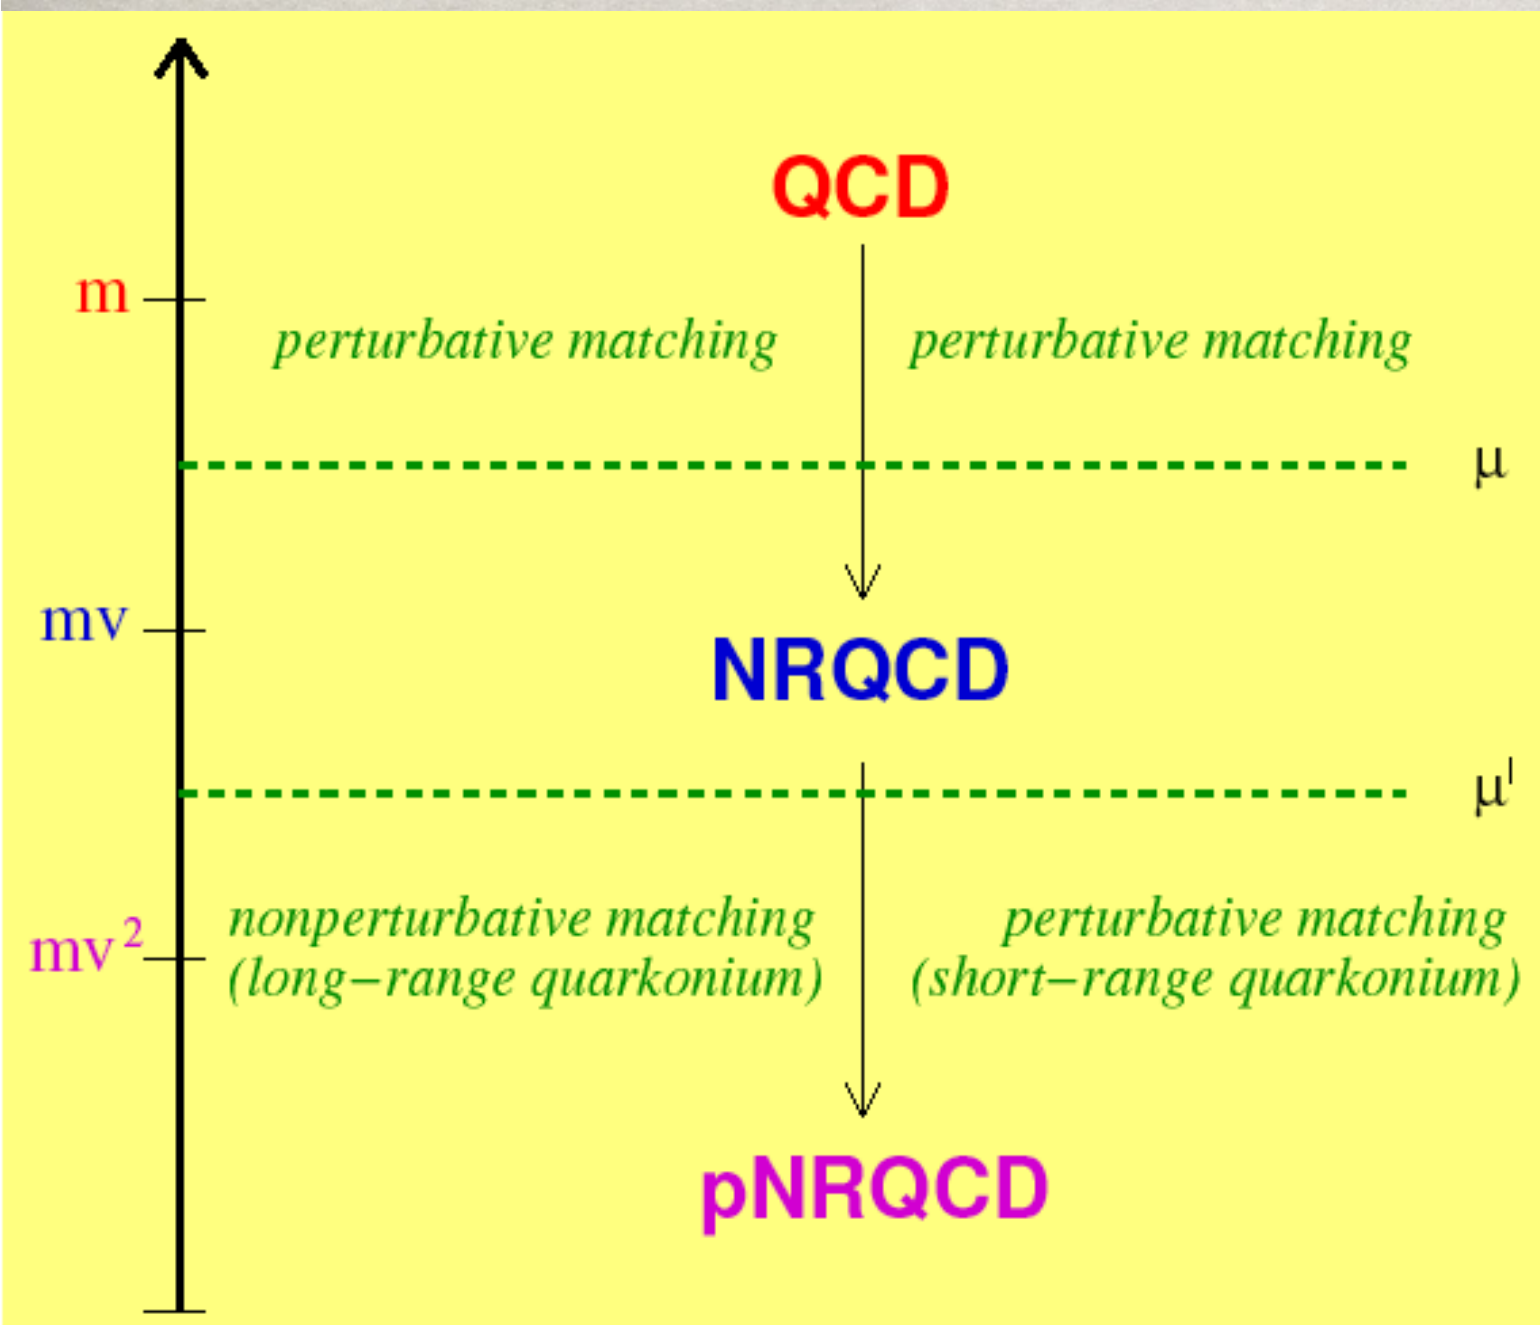 QCD
m
perturbative matching perturbative matching
μ
mv
NRQCD
μ'
nonperturbative matching perturbative matching
mv²
(long–range quarkonium) (short–range quarkonium)
pNRQCD